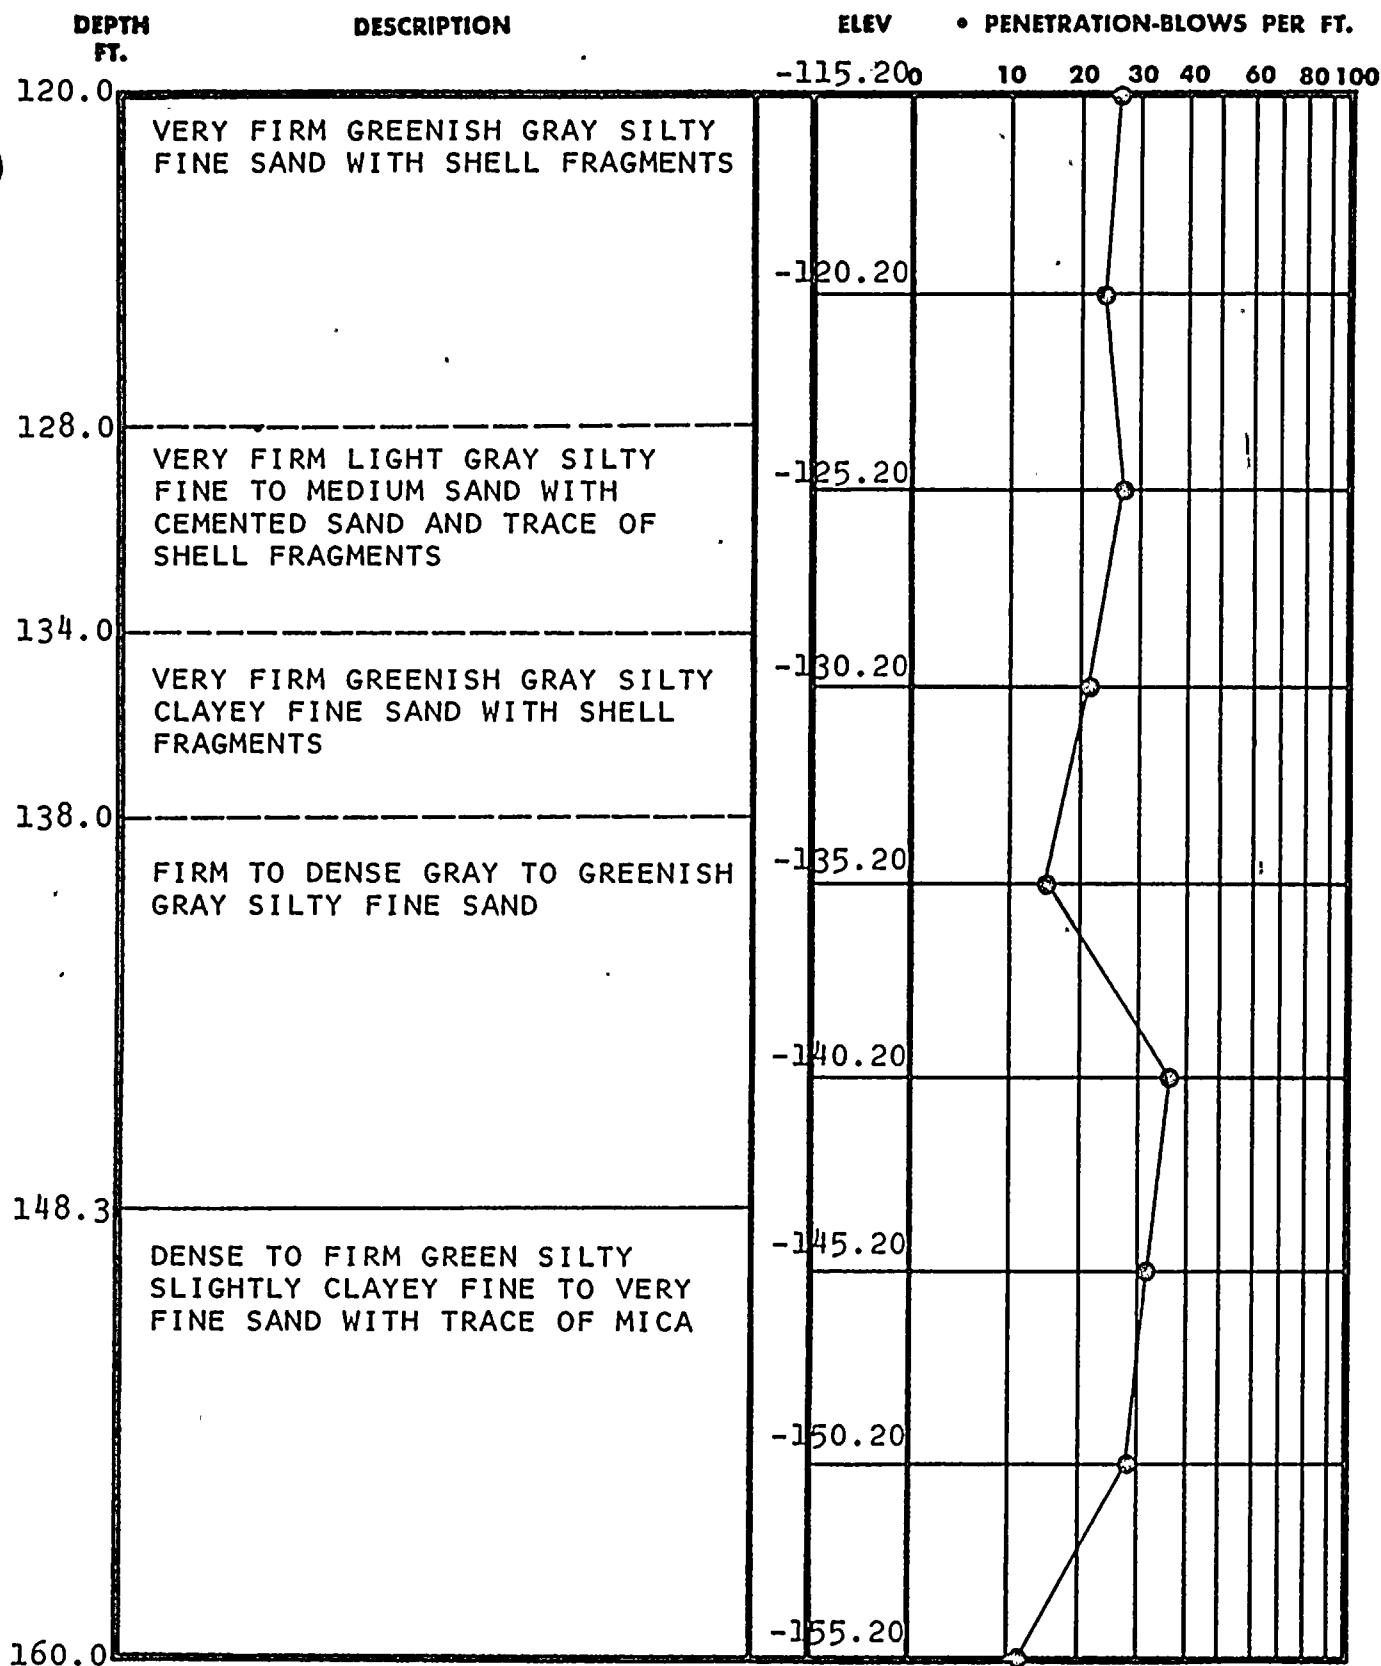 DEPTH FT.
DESCRIPTION
ELEV
• PENETRATION-BLOWS PER FT.
0 10 20 30 40 60 80 100
120.0
-115.20
VERY FIRM GREENISH GRAY SILTY
FINE SAND WITH SHELL FRAGMENTS
-120.20
128.0
VERY FIRM LIGHT GRAY SILTY
FINE TO MEDIUM SAND WITH
CEMENTED SAND AND TRACE OF
SHELL FRAGMENTS
-125.20
134.0
-130.20
VERY FIRM GREENISH GRAY SILTY
CLAYEY FINE SAND WITH SHELL
FRAGMENTS
138.0
-135.20
FIRM TO DENSE GRAY TO GREENISH
GRAY SILTY FINE SAND
-140.20
148.3
-145.20
DENSE TO FIRM GREEN SILTY
SLIGHTLY CLAYEY FINE TO VERY
FINE SAND WITH TRACE OF MICA
-150.20
-155.20
160.0